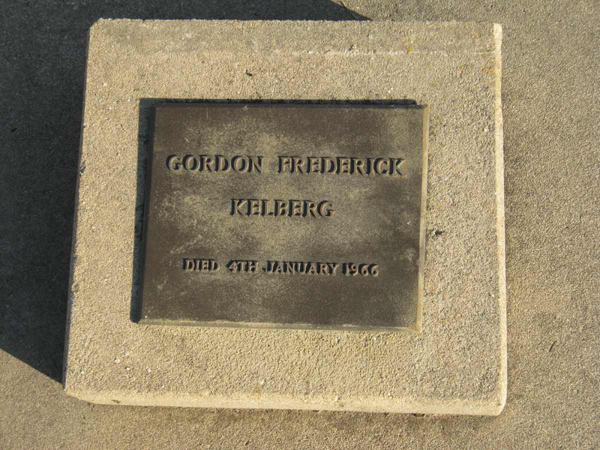 GORDON FREDERICK
KELBERG
DIED 4TH JANUARY 1966